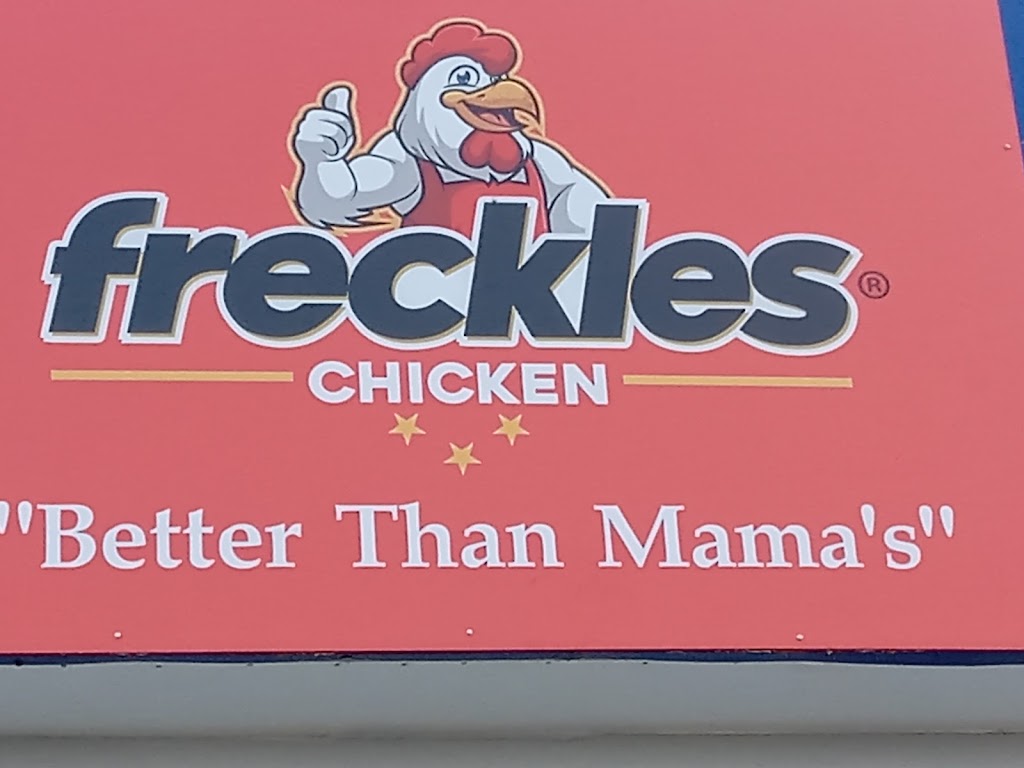 freckles®
CHICKEN
"Better Than Mama's"